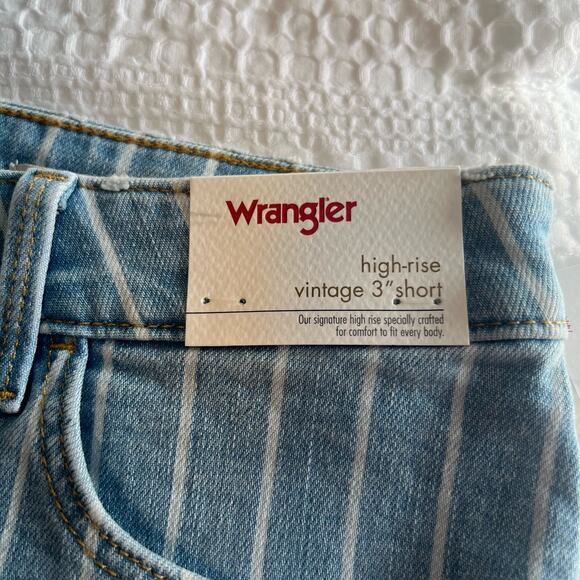 Wrangler
high-rise
vintage 3" short
Our signature high rise specially crafted
for comfort to fit every body.